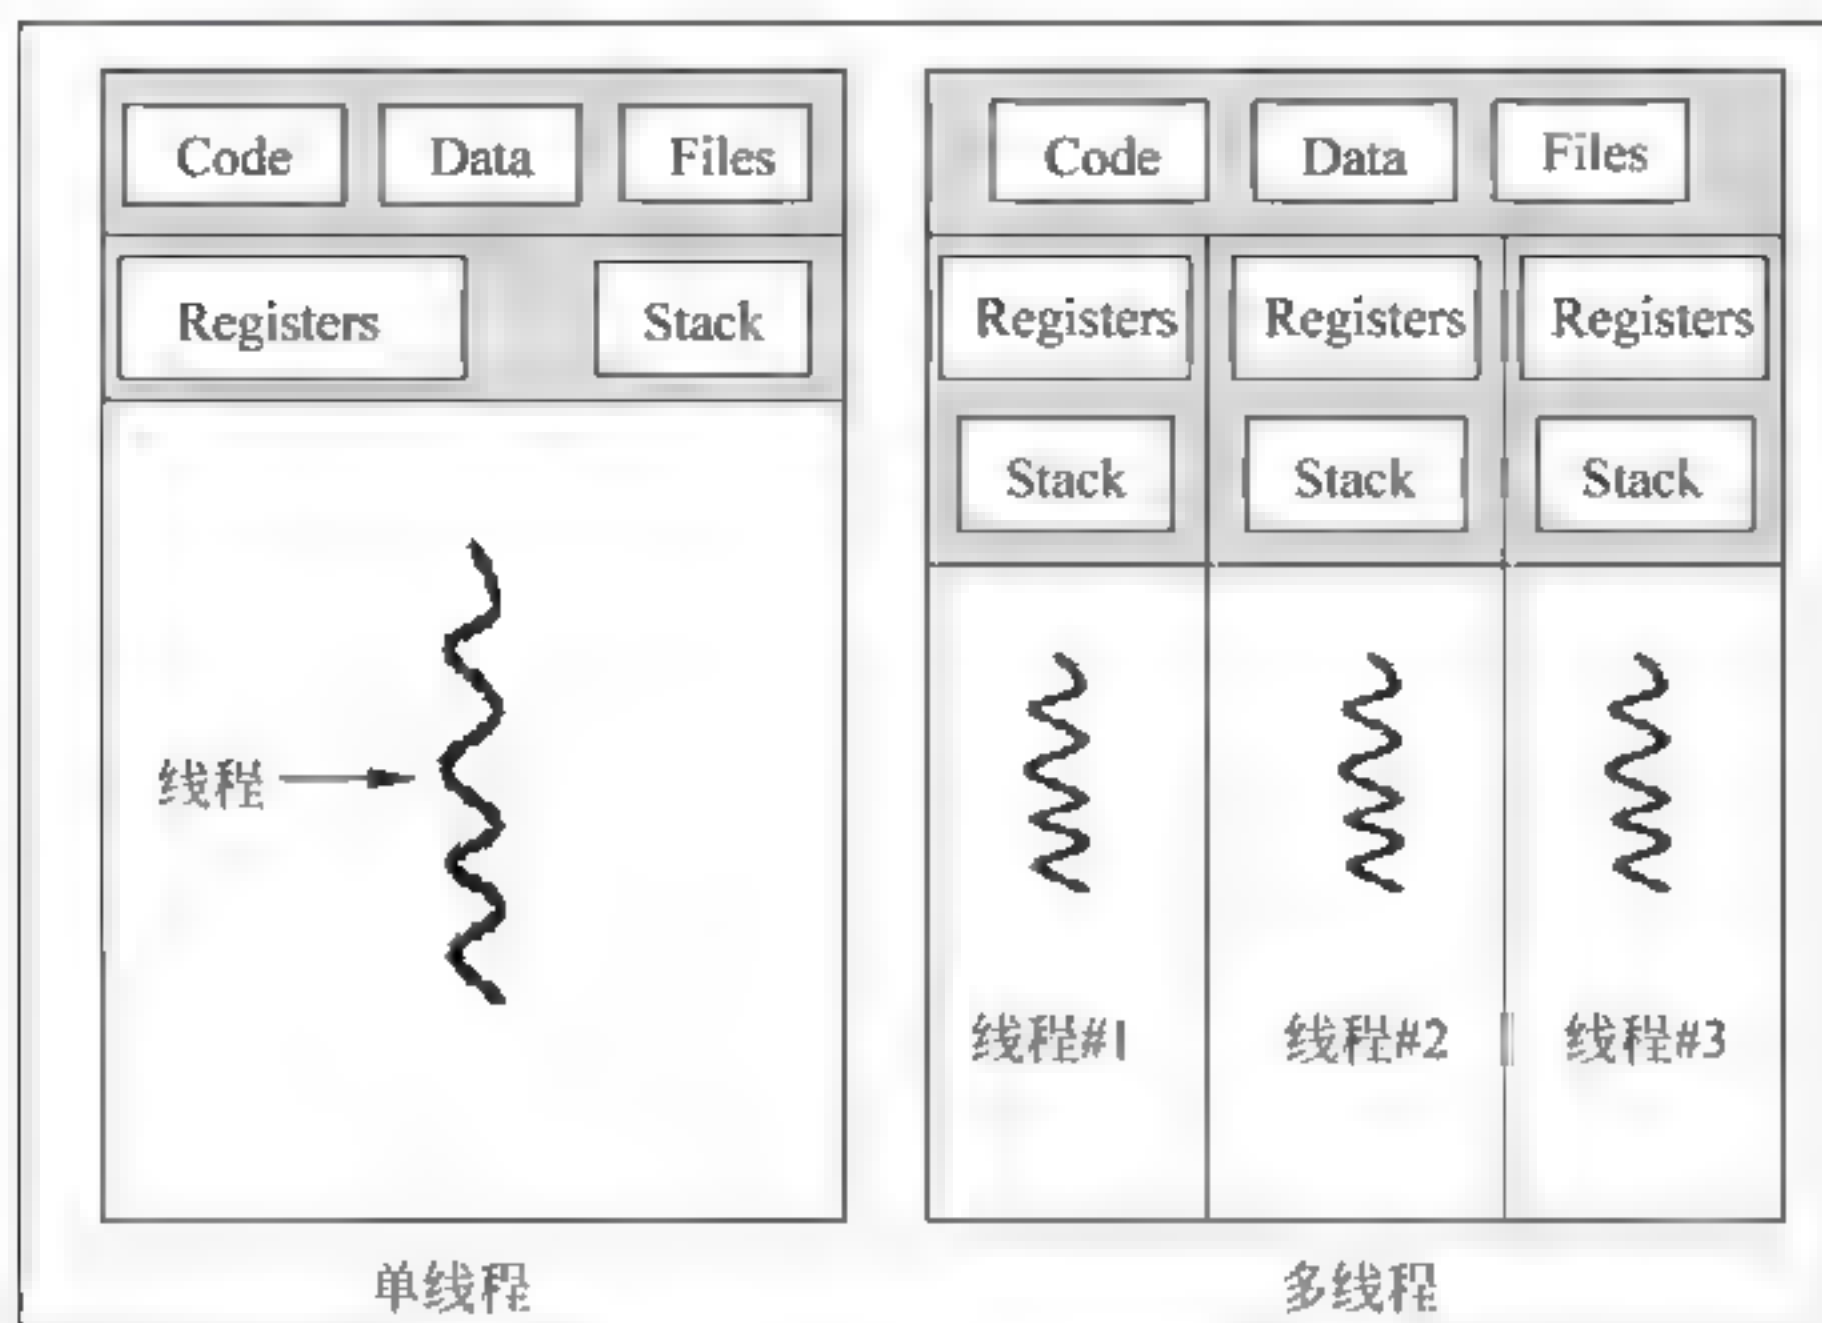 Code Data Files
Registers Stack
线程
单线程
Code Data Files
Registers Registers Registers
Stack Stack Stack
线程#1 线程#2 线程#3
多线程